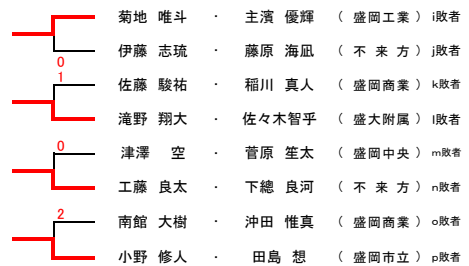 菊地 唯斗 ・ 主濱 優輝 （ 盛岡工業 ） i敗者
伊藤 志琉 ・ 藤原 海凪 （ 不 来 方 ） j敗者
0
1
佐藤 駿祐 ・ 稲川 真人 （ 盛岡商業 ） k敗者
滝野 翔大 ・ 佐々木智乎 （ 盛大附属 ） l敗者
0
津澤 空 ・ 菅原 笙太 （ 盛岡中央 ） m敗者
工藤 良太 ・ 下總 良河 （ 不 来 方 ） n敗者
2
南館 大樹 ・ 沖田 惟真 （ 盛岡商業 ） o敗者
小野 修人 ・ 田島 想 （ 盛岡市立 ） p敗者